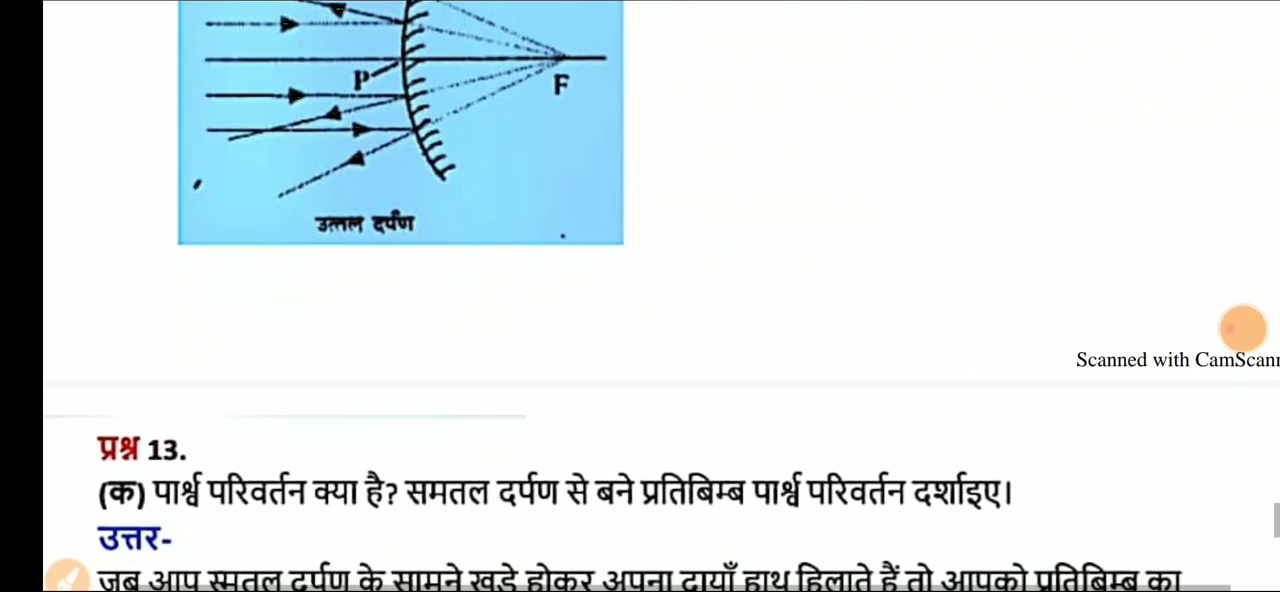 P
F
उत्तल दर्पण
Scanned with CamScann
प्रश्न 13.
(क) पार्श्व परिवर्तन क्या है? समतल दर्पण से बने प्रतिबिम्ब पार्श्व परिवर्तन दर्शाइए।
उत्तर-
जब आप समतल दर्पण के सामने खड़े होकर अपना दायाँ हाथ हिलाते हैं तो आपको प्रतिबिम्ब का